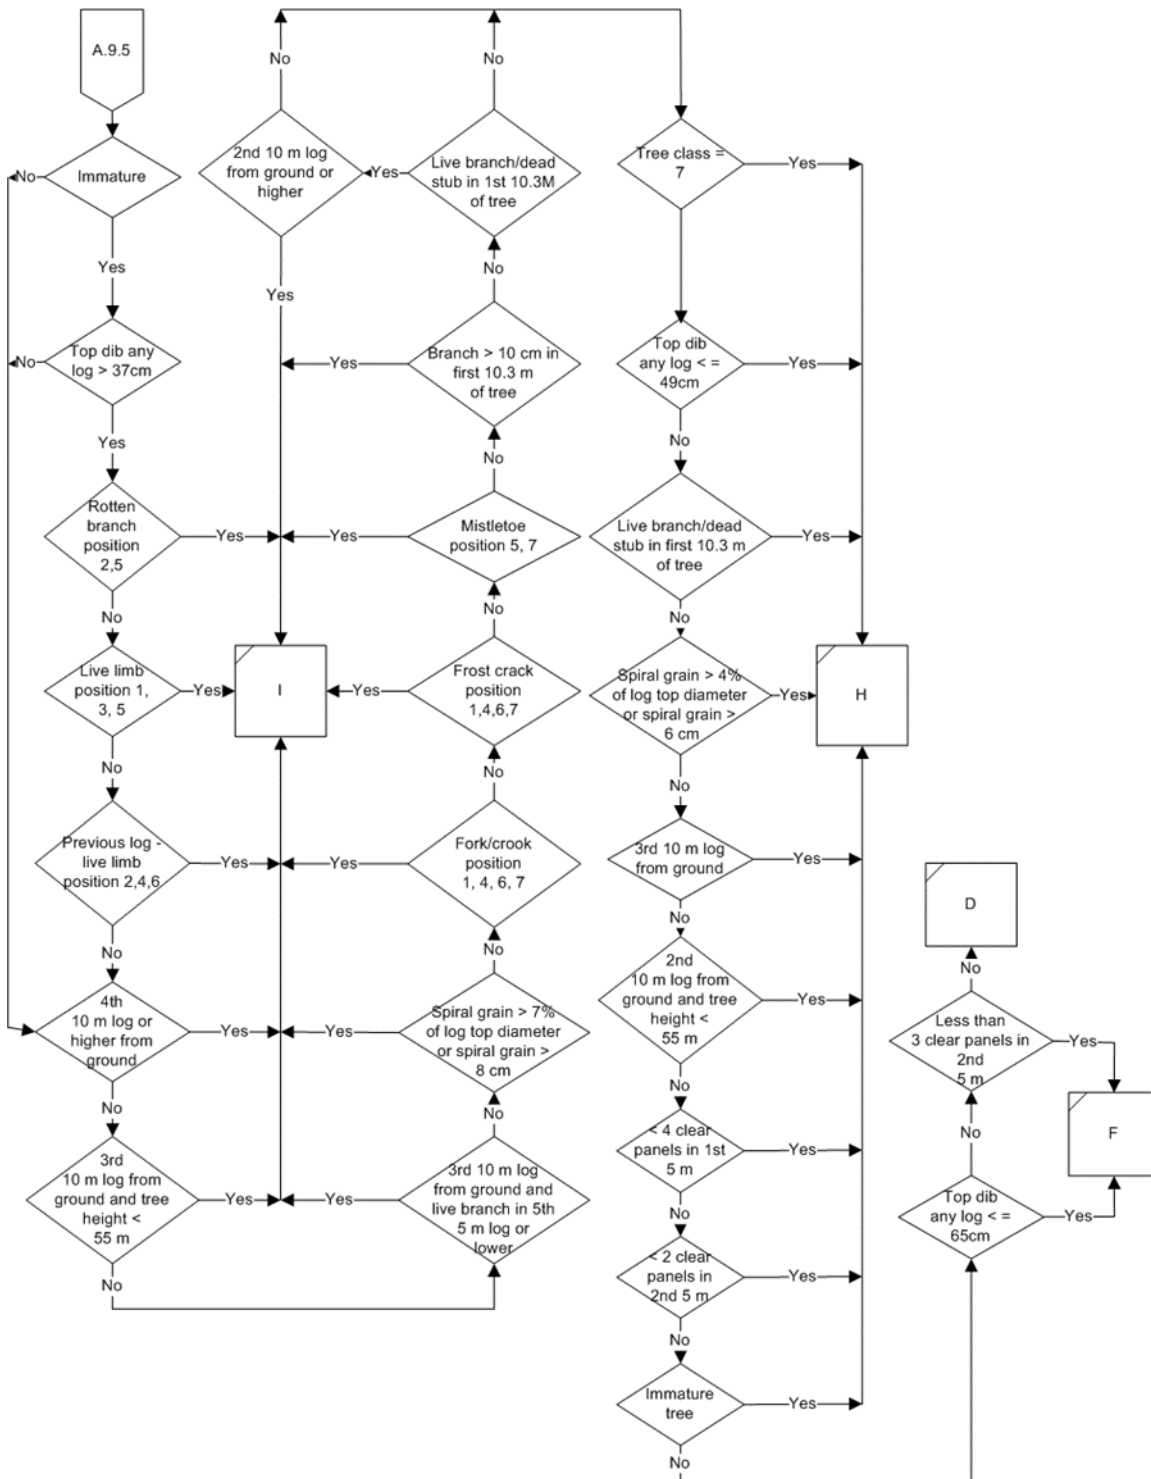 A.9.5
Immature
No
Yes
Top dib any
log > 37cm
No
Yes
Rotten
branch
position
2,5
Yes
No
Live limb
position 1,
3, 5
Yes
No
Previous log -
live limb
position 2,4,6
Yes
No
4th
10 m log or
higher from
ground
Yes
No
3rd
10 m log from
ground and tree
height <
55 m
Yes
No
3rd 10 m log
from ground and
live branch in 5th
5 m log or
lower
Yes
No
Spiral grain > 7%
of log top diameter
or spiral grain >
8 cm
Yes
No
Fork/crook
position
1, 4, 6, 7
Yes
No
Frost crack
position
1,4,6,7
Yes
No
Mistletoe
position 5, 7
Yes
No
Branch > 10 cm in
first 10.3 m
of tree
Yes
No
Live branch/dead
stub in 1st 10.3M
of tree
Yes
No
2nd 10 m log
from ground or
higher
No
Yes
I
Tree class =
7
Yes
Top dib
any log < =
49cm
Yes
No
Live branch/dead
stub in first 10.3 m
of tree
Yes
No
Spiral grain > 4%
of log top diameter
or spiral grain >
6 cm
Yes
No
H
3rd 10 m log
from ground
Yes
No
2nd
10 m log from
ground and tree
height <
55 m
Yes
No
< 4 clear
panels in 1st
5 m
Yes
No
< 2 clear
panels in
2nd 5 m
Yes
No
Immature
tree
Yes
No
Top dib
any log < =
65cm
Yes
No
Less than
3 clear panels in
2nd
5 m
Yes
No
D
F